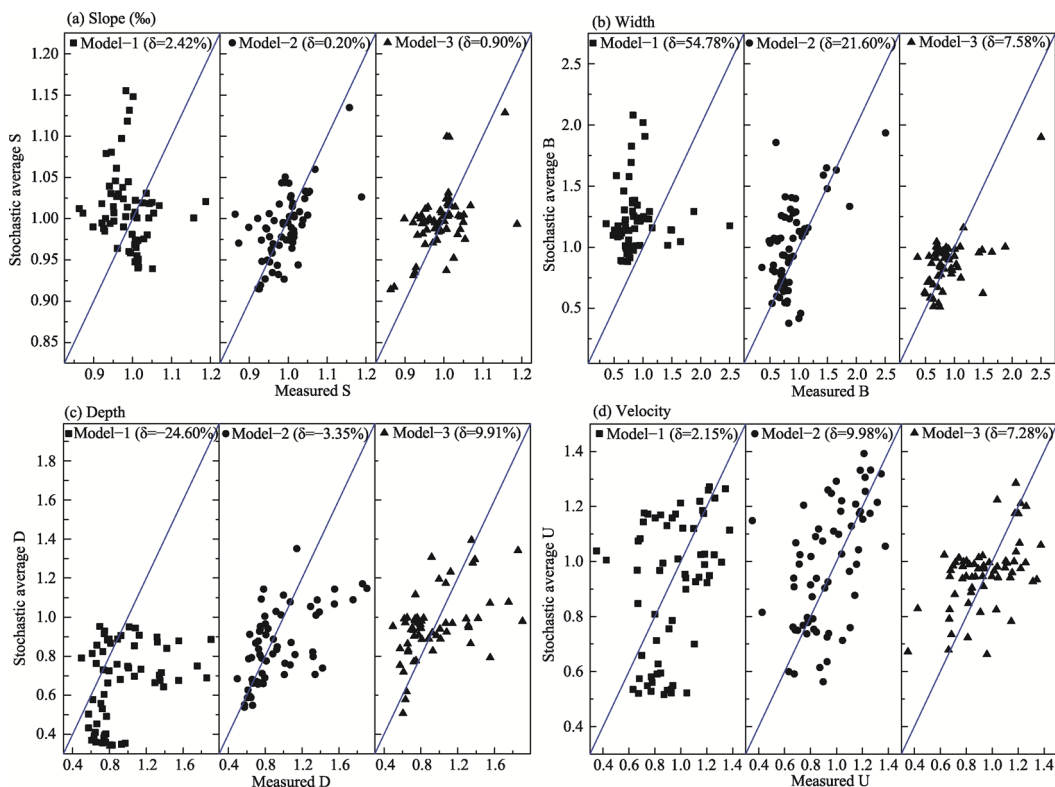 (a) Slope (‰)
Model−1 (δ=2.42%) Model−2 (δ=0.20%) Model−3 (δ=0.90%)
Stochastic average S
1.20
1.15
1.10
1.05
1.00
0.95
0.90
0.85
0.9 1.0 1.1 1.2 0.9 1.0 1.1 1.2 0.9 1.0 1.1 1.2
Measured S
(b) Width
Model−1 (δ=54.78%) Model−2 (δ=21.60%) Model−3 (δ=7.58%)
Stochastic average B
2.5
2.0
1.5
1.0
0.5
0.5 1.0 1.5 2.0 2.5 0.5 1.0 1.5 2.0 2.5 0.5 1.0 1.5 2.0 2.5
Measured B
(c) Depth
Model−1 (δ=−24.60%) Model−2 (δ=−3.35%) Model−3 (δ=9.91%)
Stochastic average D
1.8
1.6
1.4
1.2
1.0
0.8
0.6
0.4
0.4 0.8 1.2 1.6 0.4 0.8 1.2 1.6 0.4 0.8 1.2 1.6
Measured D
(d) Velocity
Model−1 (δ=2.15%) Model−2 (δ=9.98%) Model−3 (δ=7.28%)
Stochastic average U
1.4
1.2
1.0
0.8
0.6
0.4
0.4 0.6 0.8 1.0 1.2 1.4 0.4 0.6 0.8 1.0 1.2 1.4 0.4 0.6 0.8 1.0 1.2 1.4
Measured U